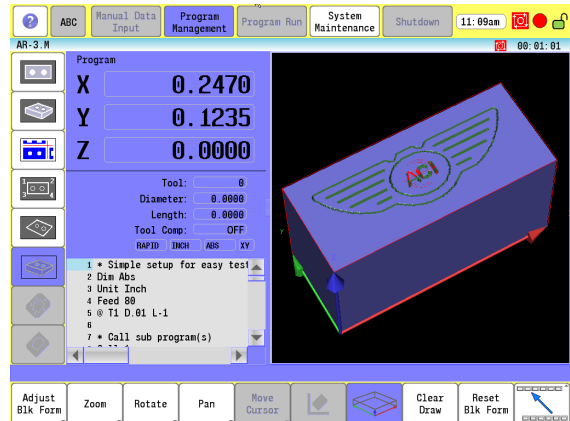 ?
ABC
Manual Data
Input
Program
Management
Program Run
System
Maintenance
Shutdown
11:09am
AR-3.M
00:01:01
Program
X 0.2470
Y 0.1235
Z 0.0000
Tool: 0
Diameter: 0.0000
Length: 0.0000
Tool Comp: OFF
RAPID INCH ABS XY
1 * Simple setup for easy test
2 Dim Abs
3 Unit Inch
4 Feed 80
5 @ T1 D.01 L-1
6
7 * Call sub program(s)
1 2
3 4
ACI
Y
Adjust
Blk Form
Zoom
Rotate
Pan
Move
Cursor
Clear
Draw
Reset
Blk Form